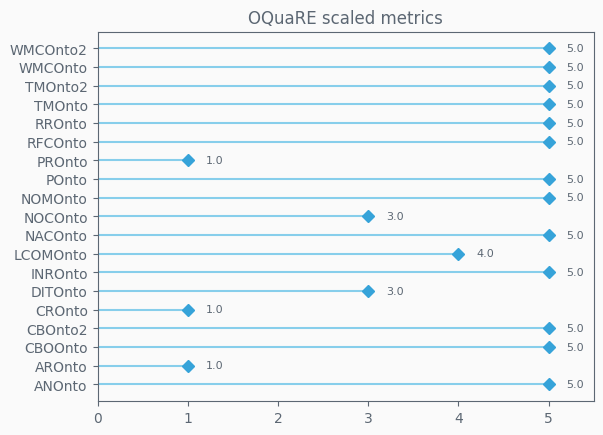 OQuaRE scaled metrics
WMCOnto2 5.0
WMCOnto 5.0
TMOnto2 5.0
TMOnto 5.0
RROnto 5.0
RFCOnto 5.0
PROnto 1.0
POnto 5.0
NOMOnto 5.0
NOCOnto 3.0
NACOnto 5.0
LCOMOnto 4.0
INROnto 5.0
DITOnto 3.0
CROnto 1.0
CBOnto2 5.0
CBOOnto 5.0
AROnto 1.0
ANOnto 5.0
0 1 2 3 4 5